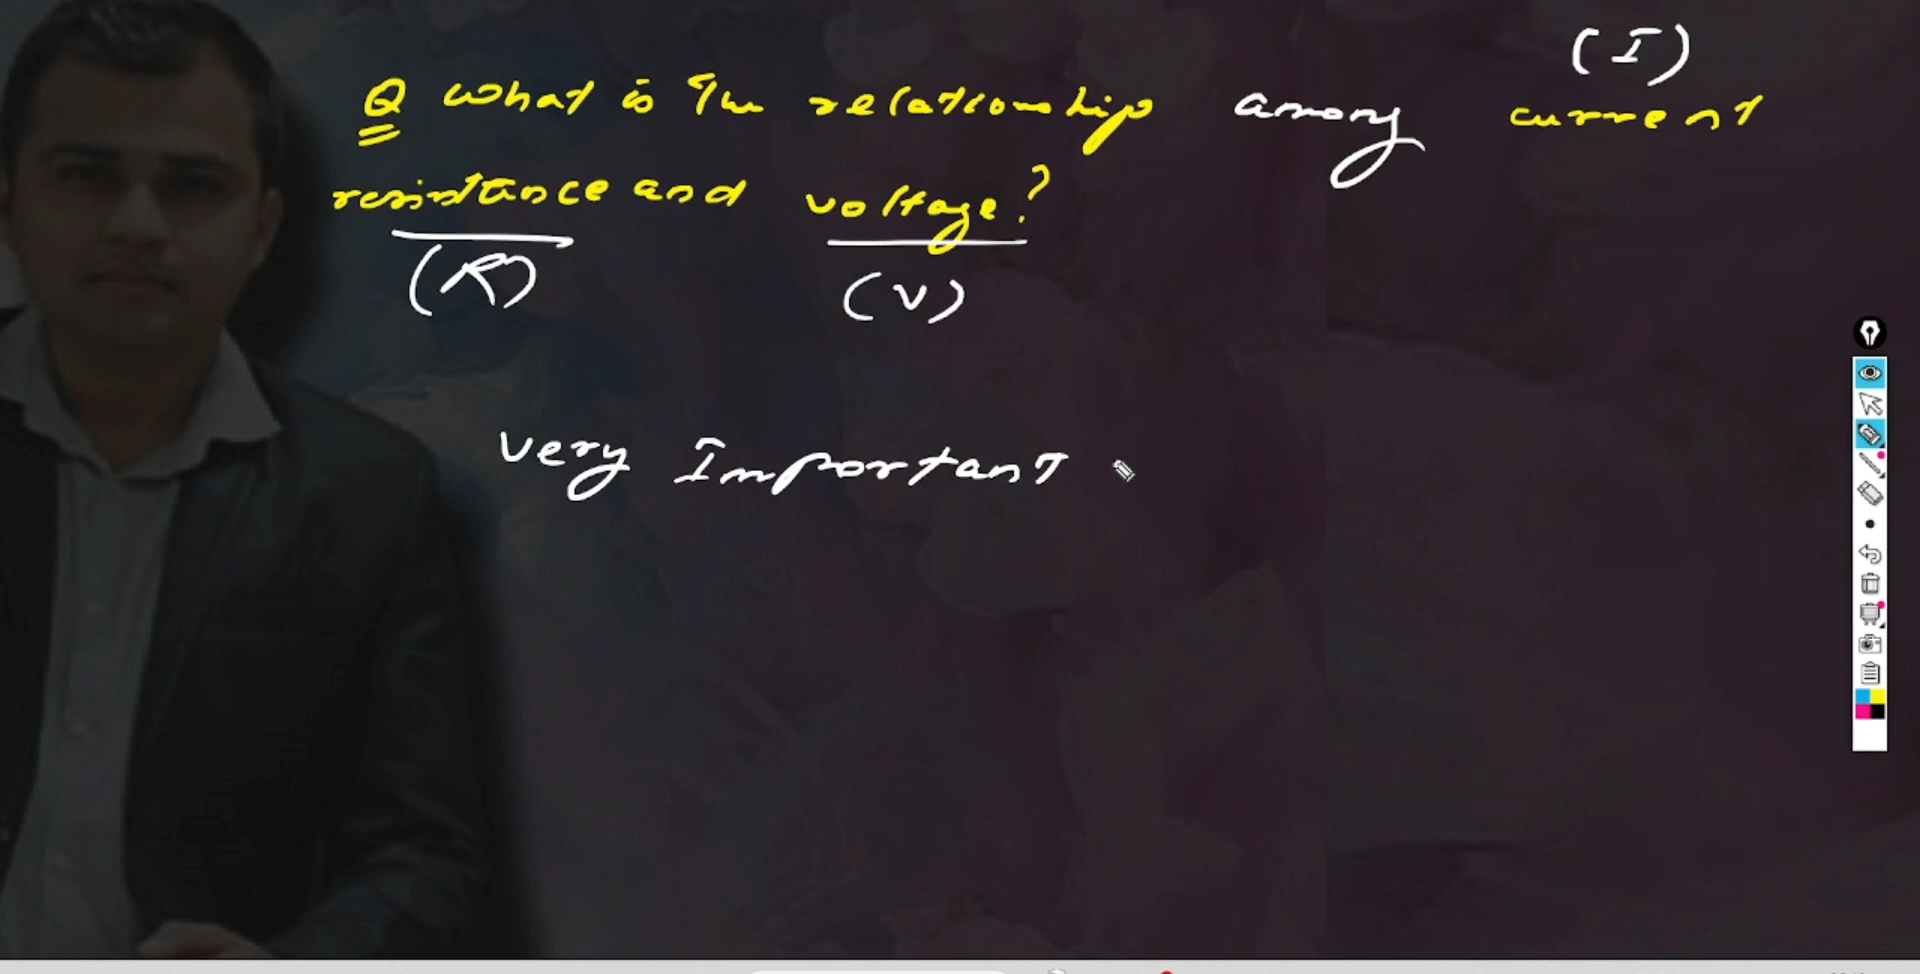 (I)
Q what is the relationship among current
resistance and voltage?
(R) (V)
very Important